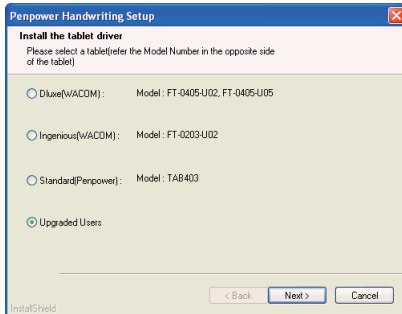 Penpower Handwriting Setup
Install the tablet driver
Please select a tablet(refer the Model Number in the opposite side
of the tablet)
Dluxe(WACOM) : Model : FT-0405-U02, FT-0405-U05
Ingenious(WACOM) : Model : FT-0203-U02
Standard(Penpower) : Model : TAB403
Upgraded Users
InstallShield
< Back Next > Cancel